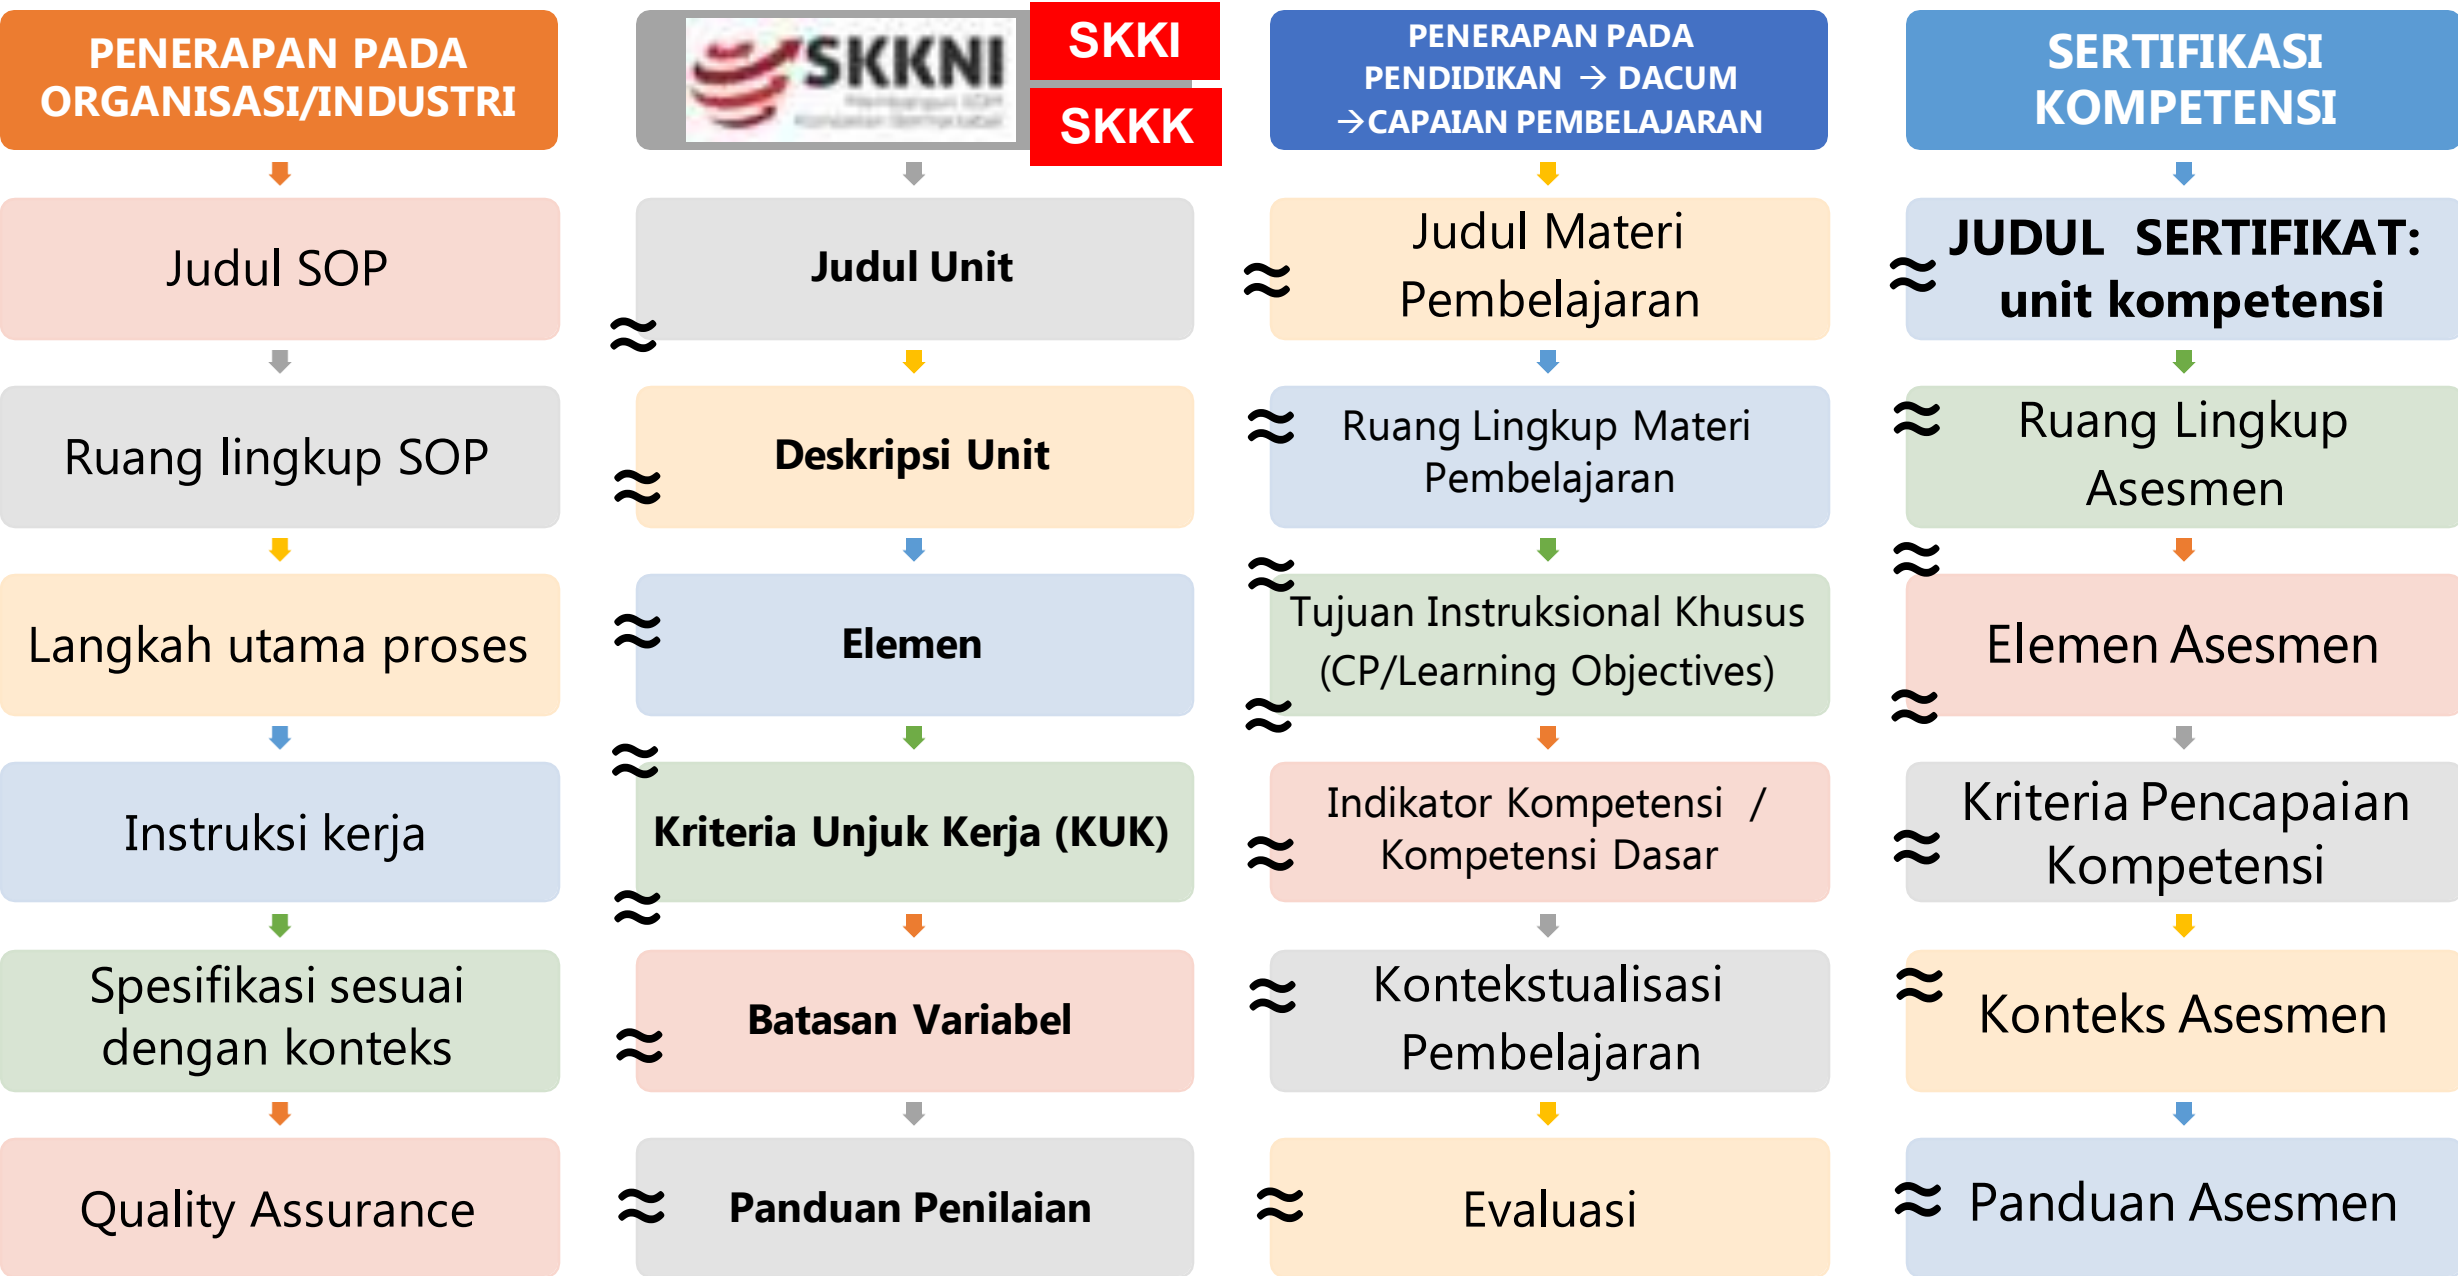 PENERAPAN PADA
ORGANISASI/INDUSTRI
Judul SOP
Ruang lingkup SOP
Langkah utama proses
Instruksi kerja
Spesifikasi sesuai
dengan konteks
Quality Assurance
SKKNI
SKKI
SKKK
Judul Unit
≈
Deskripsi Unit
≈
Elemen
≈
≈
Kriteria Unjuk Kerja (KUK)
≈
Batasan Variabel
≈
Panduan Penilaian
≈
PENERAPAN PADA
PENDIDIKAN → DACUM
→CAPAIAN PEMBELAJARAN
Judul Materi
≈
Pembelajaran
≈
Ruang Lingkup Materi
Pembelajaran
≈
Tujuan Instruksional Khusus
(CP/Learning Objectives)
≈
Indikator Kompetensi /
≈
Kompetensi Dasar
Kontekstualisasi
≈
Pembelajaran
Evaluasi
≈
SERTIFIKASI
KOMPETENSI
JUDUL SERTIFIKAT:
≈
unit kompetensi
Ruang Lingkup
≈
Asesmen
≈
Elemen Asesmen
≈
Kriteria Pencapaian
≈
Kompetensi
≈
Konteks Asesmen
Panduan Asesmen
≈